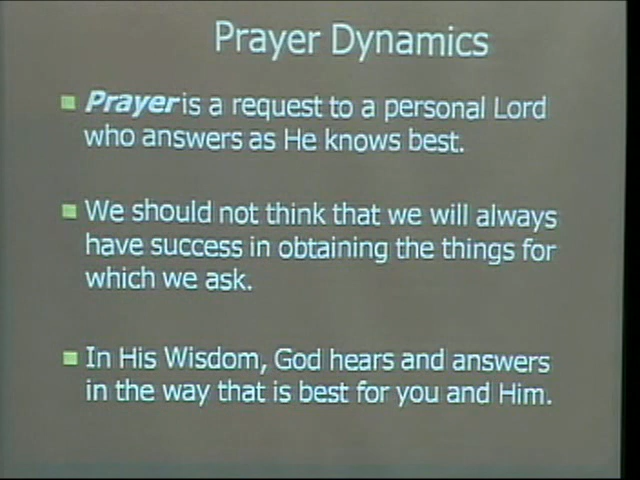 Prayer Dynamics
Prayer is a request to a personal Lord
who answers as He knows best.
We should not think that we will always
have success in obtaining the things for
which we ask.
In His Wisdom, God hears and answers
in the way that is best for you and Him.